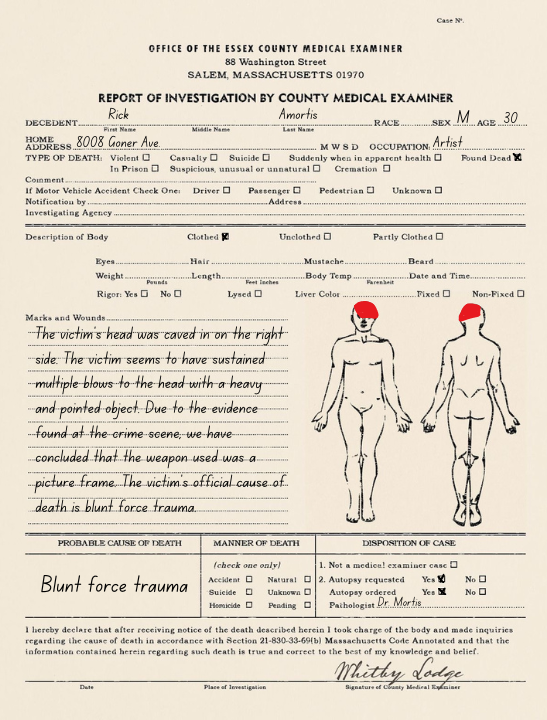 Case Nº.
OFFICE OF THE ESSEX COUNTY MEDICAL EXAMINER
88 Washington Street
SALEM, MASSACHUSETTS 01970
REPORT OF INVESTIGATION BY COUNTY MEDICAL EXAMINER
DECEDENT Rick Amortis RACE SEX M AGE 30
First Name Middle Name Last Name
HOME ADDRESS 8008 Goner Ave. M W S D OCCUPATION Artist
TYPE OF DEATH: Violent ☐ Casualty ☐ Suicide ☐ Suddenly when in apparent health ☐ Found Dead ☒
In Prison ☐ Suspicious, unusual or unnatural ☐ Cremation ☐
Comment
If Motor Vehicle Accident Check One: Driver ☐ Passenger ☐ Pedestrian ☐ Unknown ☐
Notification by Address
Investigating Agency
Description of Body Clothed ☒ Unclothed ☐ Partly Clothed ☐
Eyes Hair Mustache Beard
Weight Length Body Temp Date and Time
Pounds Feet Inches Farenheit
Rigor: Yes ☐ No ☐ Lysed ☐ Liver Color Fixed ☐ Non-Fixed ☐
Marks and Wounds
The victim's head was caved in on the right
side. The victim seems to have sustained
multiple blows to the head with a heavy
and pointed object. Due to the evidence
found at the crime scene, we have
concluded that the weapon used was a
picture frame. The victim's official cause of
death is blunt force trauma.
PROBABLE CAUSE OF DEATH MANNER OF DEATH DISPOSITION OF CASE
Blunt force trauma
(check one only)
Accident ☐ Natural ☐
Suicide ☐ Unknown ☐
Homicide ☐ Pending ☐
1. Not a medical examiner case ☐
2. Autopsy requested Yes ☒ No ☐
Autopsy ordered Yes ☒ No ☐
Pathologist Dr. Mortis
I hereby declare that after receiving notice of the death described herein I took charge of the body and made inquiries
regarding the cause of death in accordance with Section 21-830-33-69(b) Massachusetts Code Annotated and that the
information contained herein regarding such death is true and correct to the best of my knowledge and belief.
Whitby Lodge
Date Place of Investigation Signature of County Medical Examiner